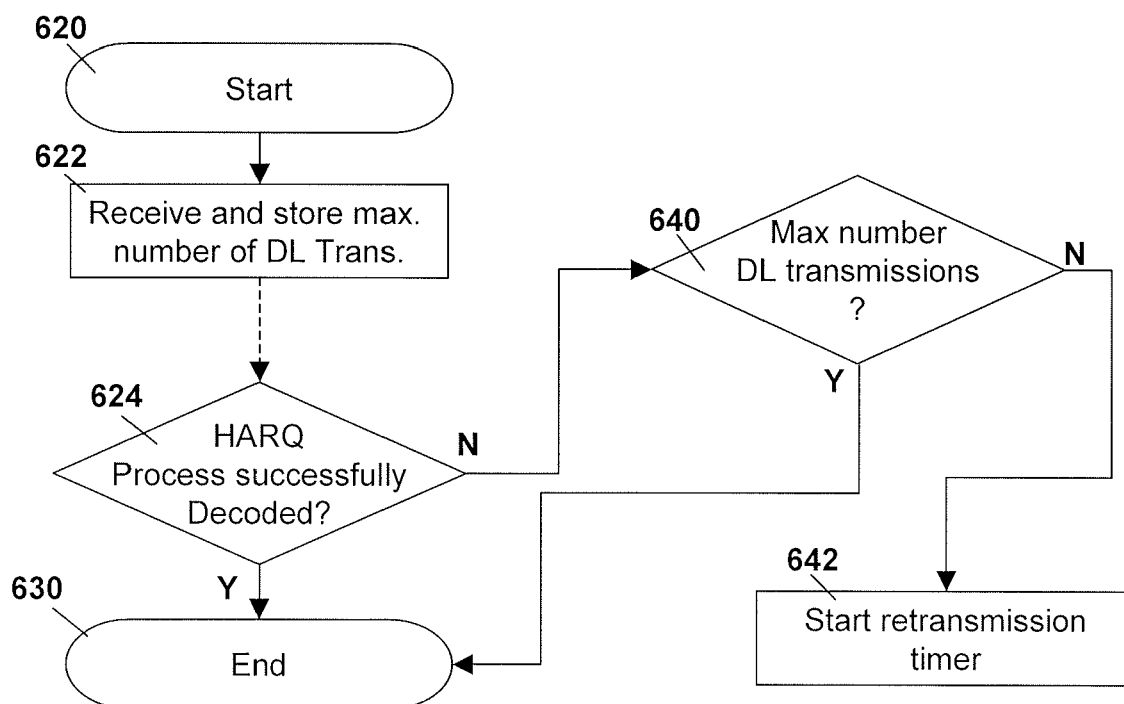 620
Start
622
Receive and store max.
number of DL Trans.
624
HARQ
Process successfully
Decoded?
N
Y
630
End
640
Max number
DL transmissions
?
N
Y
642
Start retransmission
timer